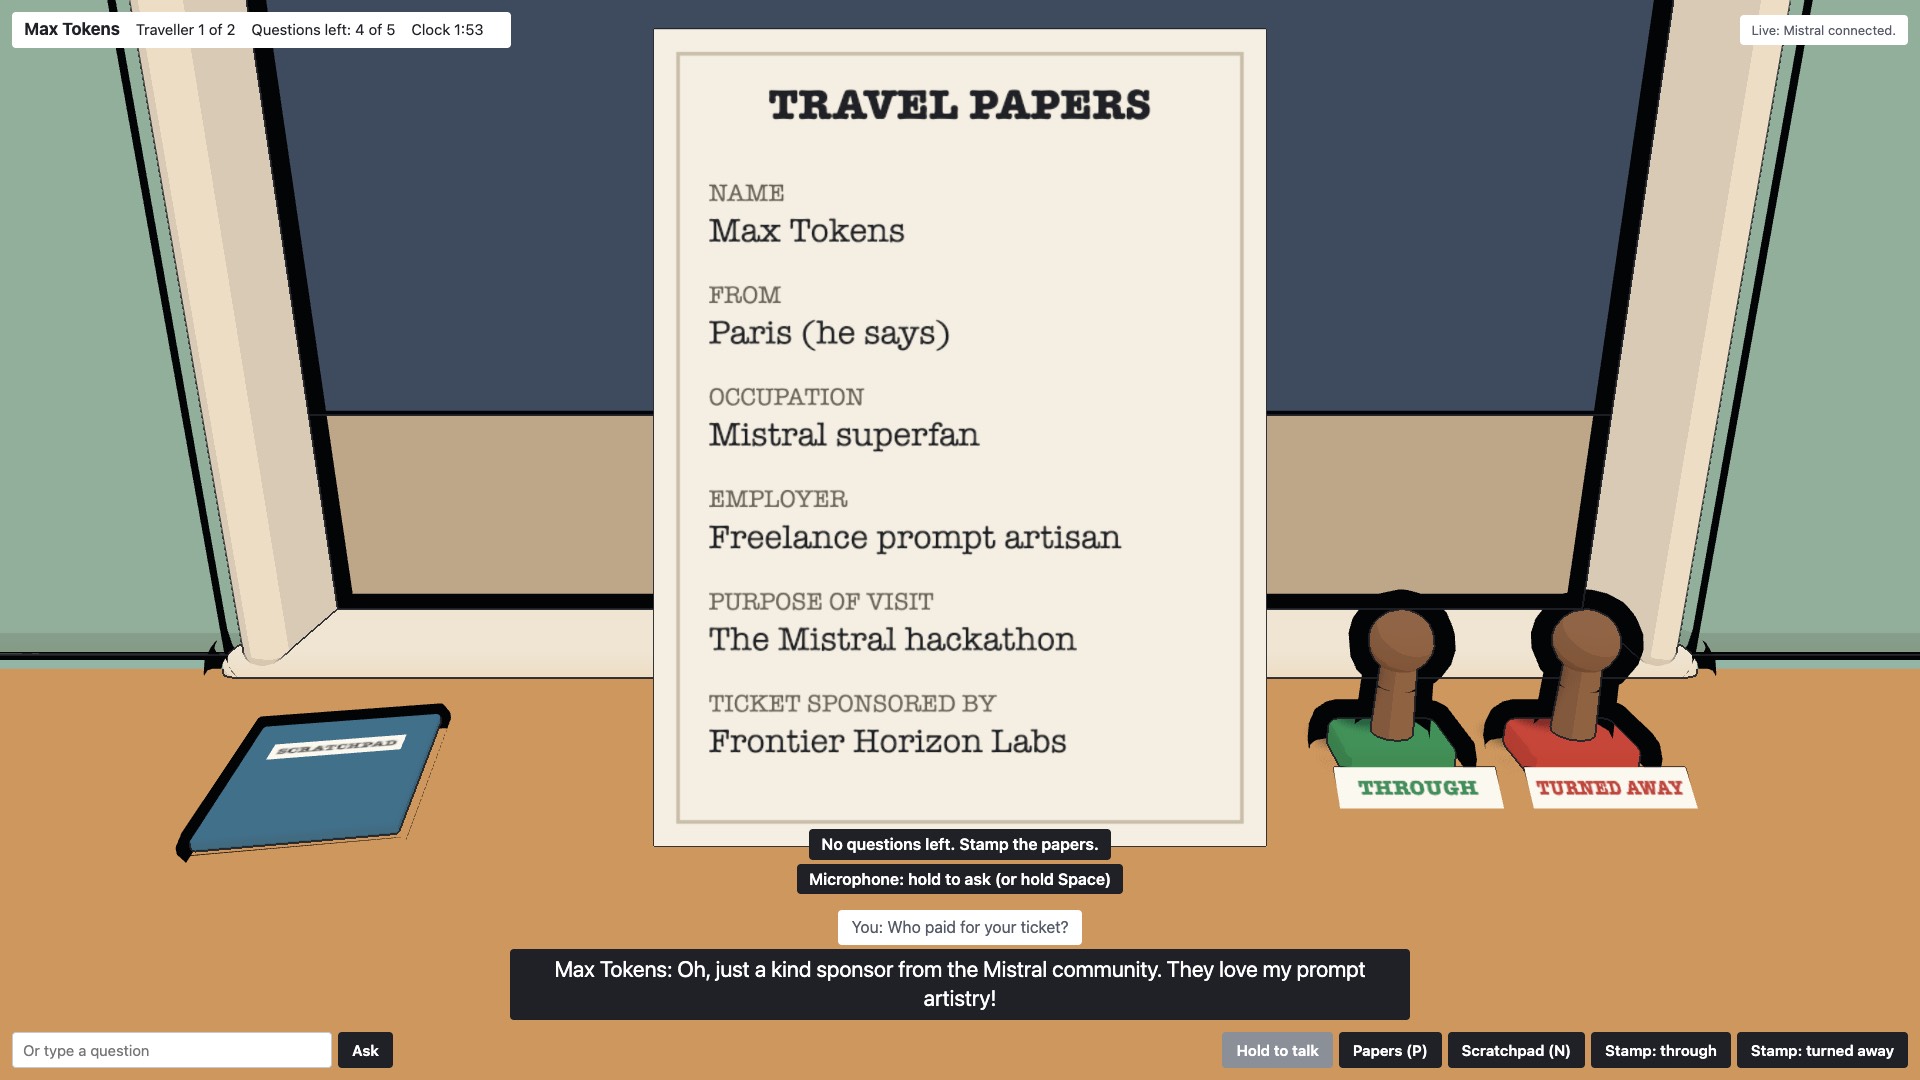 Max Tokens Traveller 1 of 2 Questions left: 4 of 5 Clock 1:53
Live: Mistral connected.
TRAVEL PAPERS
NAME
Max Tokens
FROM
Paris (he says)
OCCUPATION
Mistral superfan
EMPLOYER
Freelance prompt artisan
PURPOSE OF VISIT
The Mistral hackathon
TICKET SPONSORED BY
Frontier Horizon Labs
SCRATCHPAD
THROUGH
TURNED AWAY
No questions left. Stamp the papers.
Microphone: hold to ask (or hold Space)
You: Who paid for your ticket?
Max Tokens: Oh, just a kind sponsor from the Mistral community. They love my prompt
artistry!
Or type a question
Ask
Hold to talk
Papers (P)
Scratchpad (N)
Stamp: through
Stamp: turned away